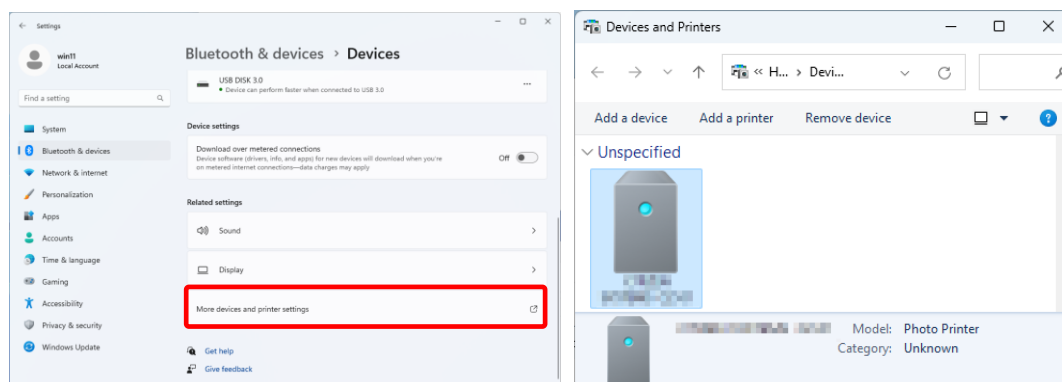 Settings
win11
Local Account
Find a setting
System
Bluetooth & devices
Network & internet
Personalization
Apps
Accounts
Time & language
Gaming
Accessibility
Privacy & security
Windows Update
Bluetooth & devices > Devices
USB DISK 3.0
Device can perform faster when connected to USB 3.0
Device settings
Download over metered connections
Device software (drivers, info, and apps) for new devices will download when you're
on metered internet connections—data charges may apply
Off
Related settings
Sound
Display
More devices and printer settings
Get help
Give feedback
Devices and Printers
« H... > Devi...
Add a device Add a printer Remove device
Unspecified
Model: Photo Printer
Category: Unknown